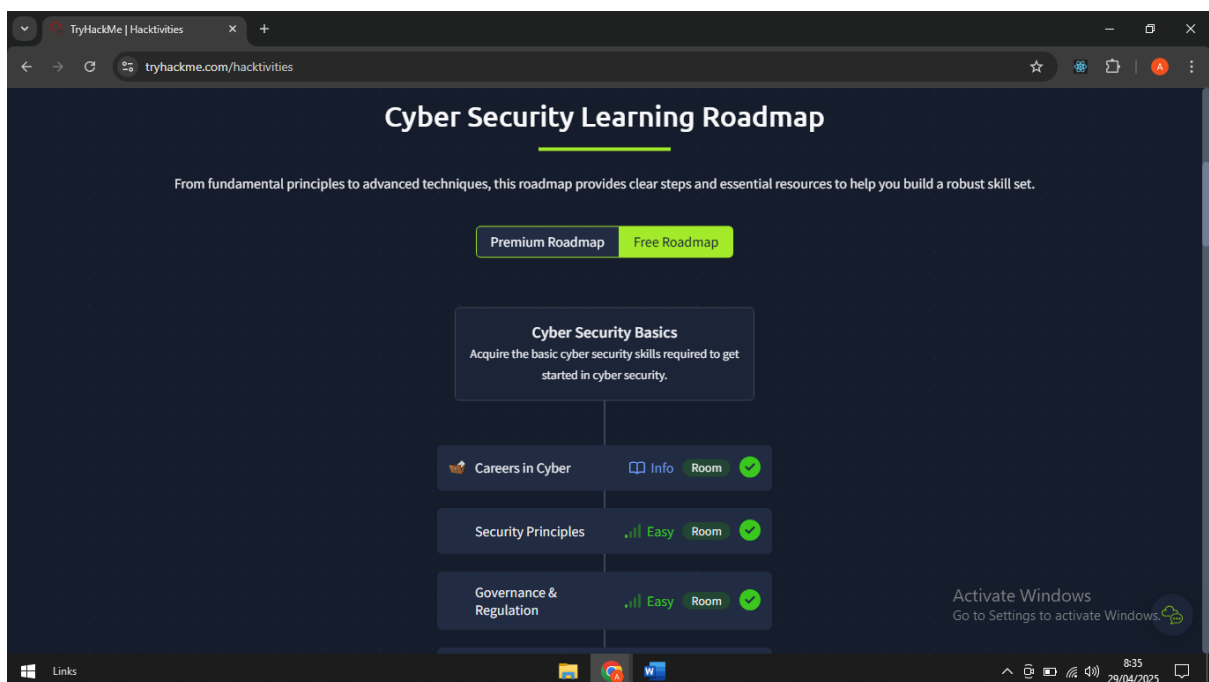 TryHackMe | Hacktivities
tryhackme.com/hacktivities
A
Cyber Security Learning Roadmap
From fundamental principles to advanced techniques, this roadmap provides clear steps and essential resources to help you build a robust skill set.
Premium Roadmap Free Roadmap
Cyber Security Basics
Acquire the basic cyber security skills required to get
started in cyber security.
Careers in Cyber Info Room
Security Principles Easy Room
Governance &
Regulation Easy Room
Activate Windows
Go to Settings to activate Windows.
Links
8:35
29/04/2025